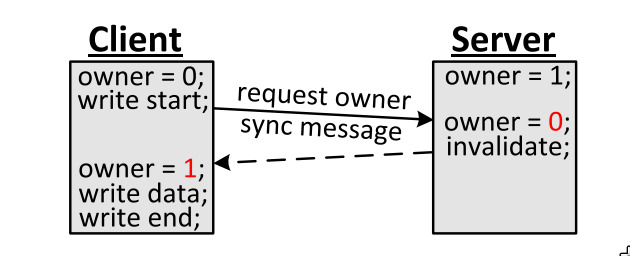 Client
owner = 0;
write start;
owner = 1;
write data;
write end;
request owner
sync message
Server
owner = 1;
owner = 0;
invalidate;